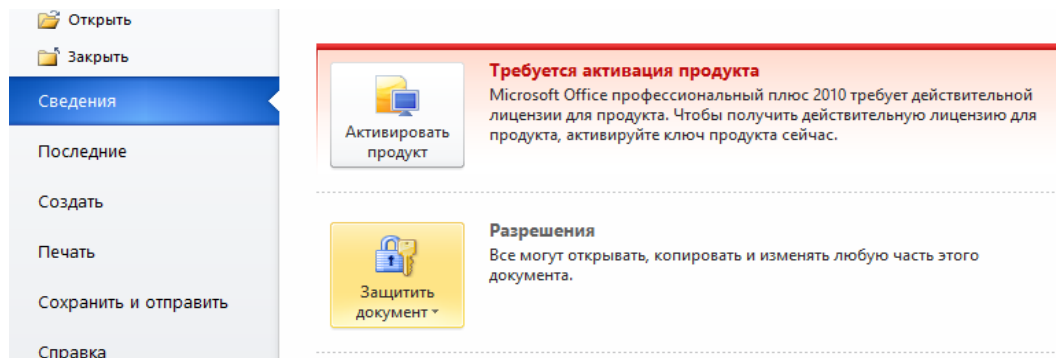 Открыть
Закрыть
Сведения
Последние
Создать
Печать
Сохранить и отправить
Справка
Активировать
продукт
Требуется активация продукта
Microsoft Office профессиональный плюс 2010 требует действительной
лицензии для продукта. Чтобы получить действительную лицензию для
продукта, активируйте ключ продукта сейчас.
Защитить
документ
Разрешения
Все могут открывать, копировать и изменять любую часть этого
документа.